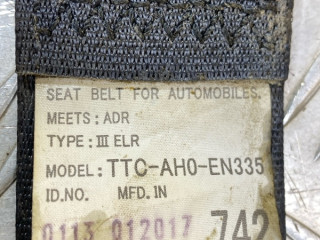 SEAT BELT FOR AUTOMOBILES.
MEETS: ADR
TYPE: III ELR
MODEL: TTC-AH0-EN335
ID.NO. MFD. IN
0113 012017 742